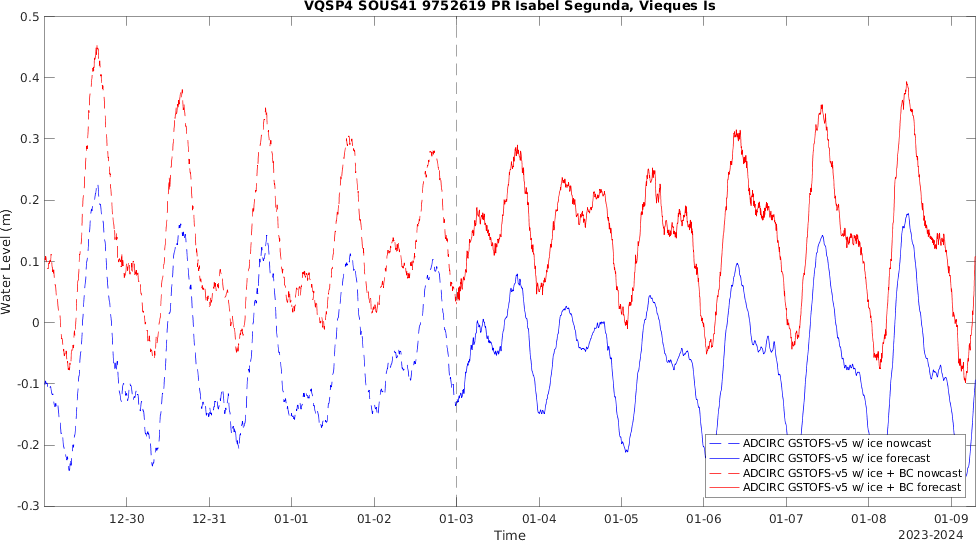 VQSP4 SOUS41 9752619 PR Isabel Segunda, Vieques Is
0.5
0.4
0.3
0.2
0.1
0
-0.1
-0.2
-0.3
Water Level (m)
ADCIRC GSTOFS-v5 w/ ice nowcast
ADCIRC GSTOFS-v5 w/ ice forecast
ADCIRC GSTOFS-v5 w/ ice + BC nowcast
ADCIRC GSTOFS-v5 w/ ice + BC forecast
12-30 12-31 01-01 01-02 01-03 01-04 01-05 01-06 01-07 01-08 01-09
Time
2023-2024